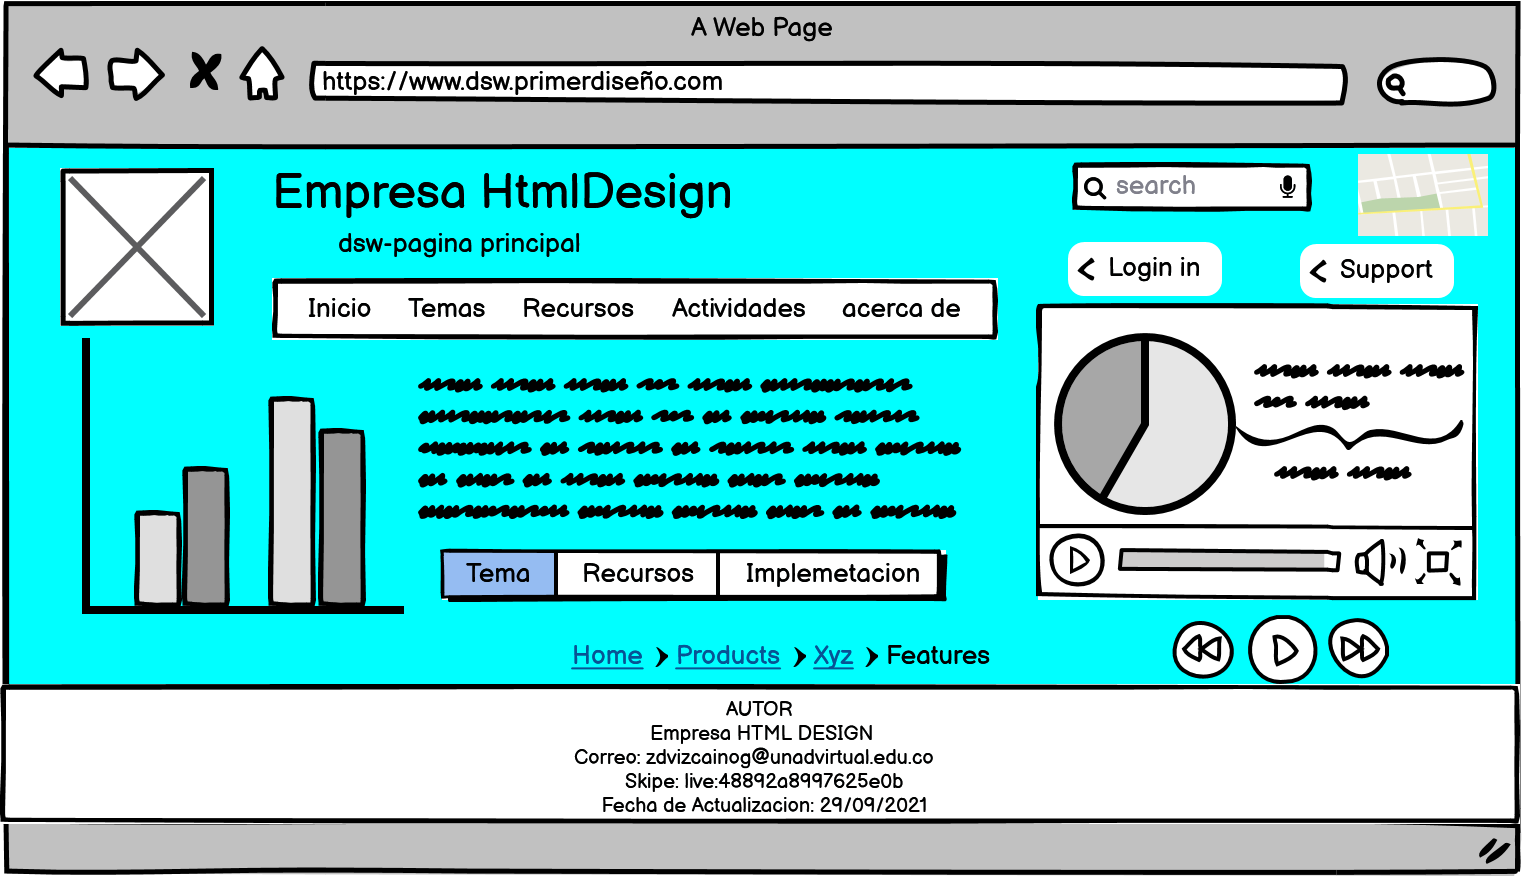 A Web Page
https://www.dsw.primerdiseño.com
Empresa HtmlDesign
dsw-pagina principal
search
Login in
Support
Inicio Temas Recursos Actividades acerca de
Tema Recursos Implemetacion
Home Products Xyz Features
AUTOR
Empresa HTML DESIGN
Correo: zdvizcainog@unadvirtual.edu.co
Skipe: live:48892a8997625e0b
Fecha de Actualizacion: 29/09/2021